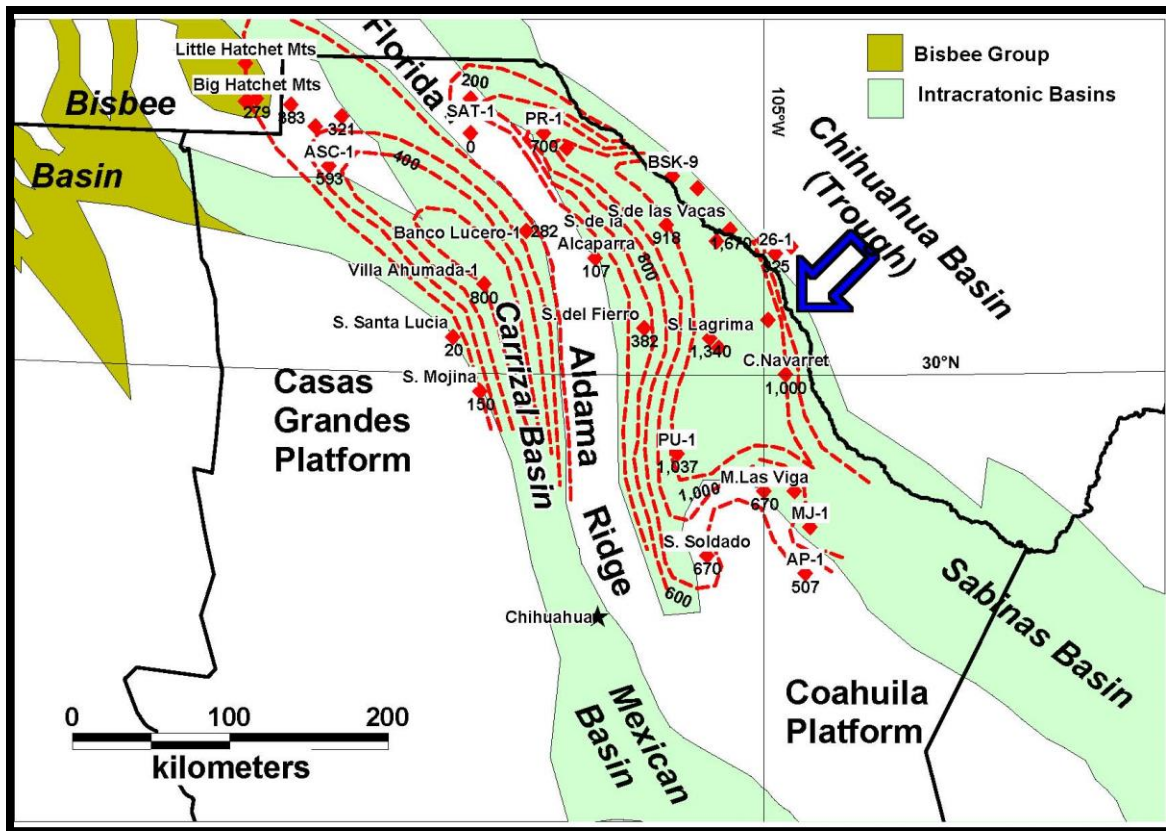 Little Hatchet Mts
Big Hatchet Mts
279
383
321
Bisbee
Basin
ASC-1
593
400
Florida
200
SAT-1
0
PR-1
700
BSK-9
105°W
Bisbee Group
Intracratonic Basins
Chihuahua Basin
(Trough)
S.de las Vacas
918
1,670
26-1
525
Banco Lucero-1
282
S. de la
Alcaparra
107
800
Villa Ahumada-1
800
S. Santa Lucia
20
S. Mojina
150
Carrizal Basin
S. del Fierro
382
S. Lagrima
1,340
30°N
C.Navarret
1,000
Casas
Grandes
Platform
Aldama
Ridge
PU-1
1,037
1,000
M.Las Viga
670
MJ-1
S. Soldado
670
AP-1
507
600
Chihuahua
Sabinas Basin
Mexican
Basin
Coahuila
Platform
0 100 200
kilometers